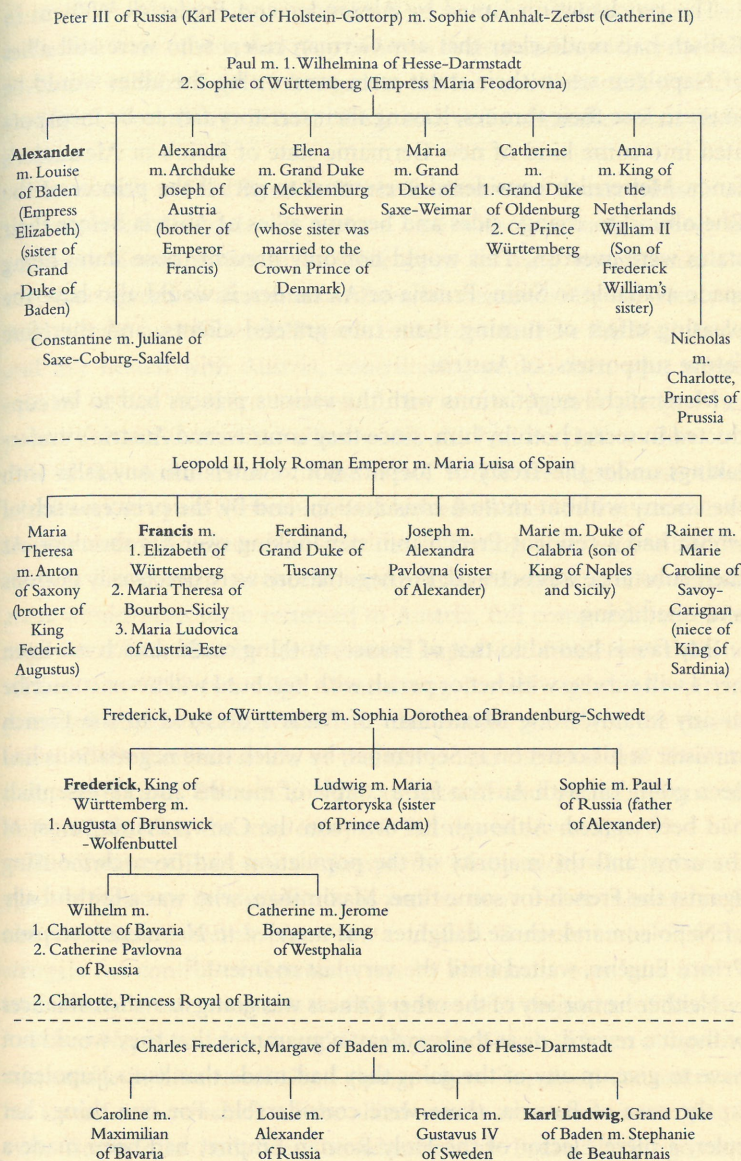 Peter III of Russia (Karl Peter of Holstein-Gottorp) m. Sophie of Anhalt-Zerbst (Catherine II)
Paul m. 1. Wilhelmina of Hesse-Darmstadt
2. Sophie of Württemberg (Empress Maria Feodorovna)
Alexander
m. Louise
of Baden
(Empress
Elizabeth)
(sister of
Grand
Duke of
Baden)
Alexandra
m. Archduke
Joseph of
Austria
(brother of
Emperor
Francis)
Elena
m. Grand Duke
of Mecklenburg
Schwerin
(whose sister was
married to the
Crown Prince of
Denmark)
Maria
m. Grand
Duke of
Saxe-Weimar
Catherine
m.
1. Grand Duke
of Oldenburg
2. Cr Prince
Württemberg
Anna
m. King of
Netherlands
William II
(Son of
Frederick
William's
sister)
Constantine m. Juliane of
Saxe-Coburg-Saalfeld
Nicholas
m.
Charlotte,
Princess of
Prussia
Leopold II, Holy Roman Emperor m. Maria Luisa of Spain
Maria
Theresa
m. Anton
of Saxony
(brother of
King
Federick
Augustus)
Francis m.
1. Elizabeth of
Württemberg
2. Maria Theresa of
Bourbon-Sicily
3. Maria Ludovica
of Austria-Este
Ferdinand,
Grand Duke of
Tuscany
Joseph m.
Alexandra
Pavlovna (sister
of Alexander)
Marie m. Duke of
Calabria (son of
King of Naples
and Sicily)
Rainer m.
Marie
Caroline of
Savoy-
Carignan
(niece of
King of
Sardinia)
Frederick, Duke of Württemberg m. Sophia Dorothea of Brandenburg-Schwedt
Frederick, King of
Württemberg m.
1. Augusta of Brunswick
-Wolfenbuttel
Ludwig m. Maria
Czartoryska (sister
of Prince Adam)
Sophie m. Paul I
of Russia (father
of Alexander)
Wilhelm m.
1. Charlotte of Bavaria
2. Catherine Pavlovna
of Russia
Catherine m. Jerome
Bonaparte, King
of Westphalia
2. Charlotte, Princess Royal of Britain
Charles Frederick, Margave of Baden m. Caroline of Hesse-Darmstadt
Caroline m.
Maximilian
of Bavaria
Louise m.
Alexander
of Russia
Frederica m.
Gustavus IV
of Sweden
Karl Ludwig, Grand Duke
of Baden m. Stephanie
de Beauharnais